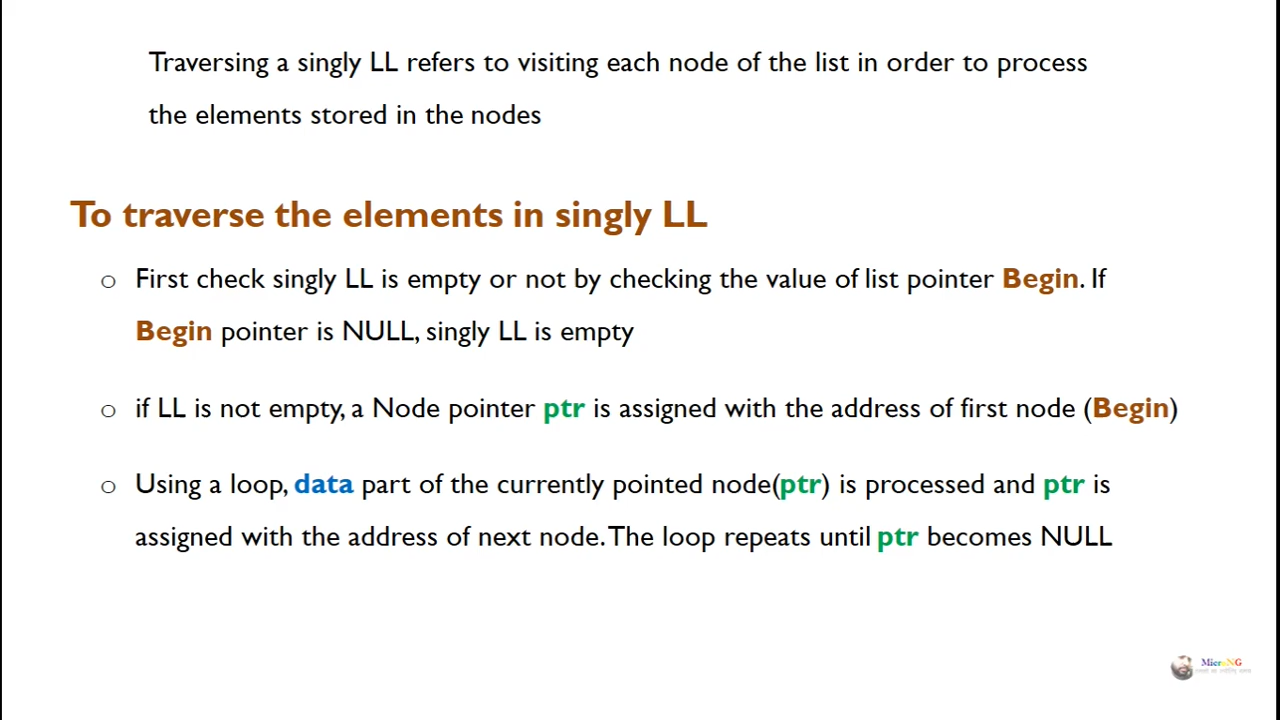 Traversing a singly LL refers to visiting each node of the list in order to process
the elements stored in the nodes
To traverse the elements in singly LL
o First check singly LL is empty or not by checking the value of list pointer Begin. If
Begin pointer is NULL, singly LL is empty
o if LL is not empty, a Node pointer ptr is assigned with the address of first node (Begin)
o Using a loop, data part of the currently pointed node(ptr) is processed and ptr is
assigned with the address of next node. The loop repeats until ptr becomes NULL
MicroNG